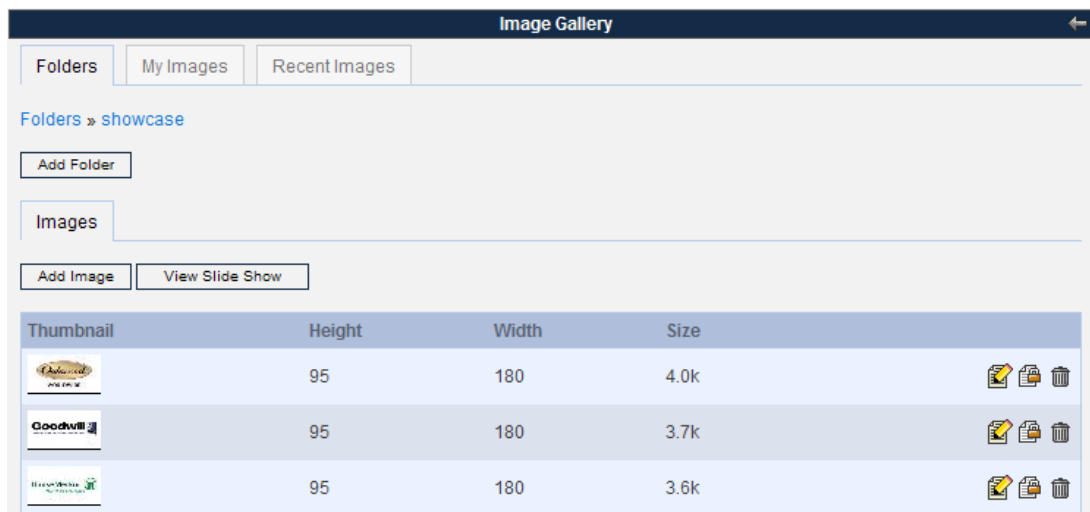 Image Gallery
Folders My Images Recent Images
Folders » showcase
Add Folder
Images
Add Image View Slide Show
Thumbnail Height Width Size
95 180 4.0k
Goodwill 95 180 3.7k
95 180 3.6k